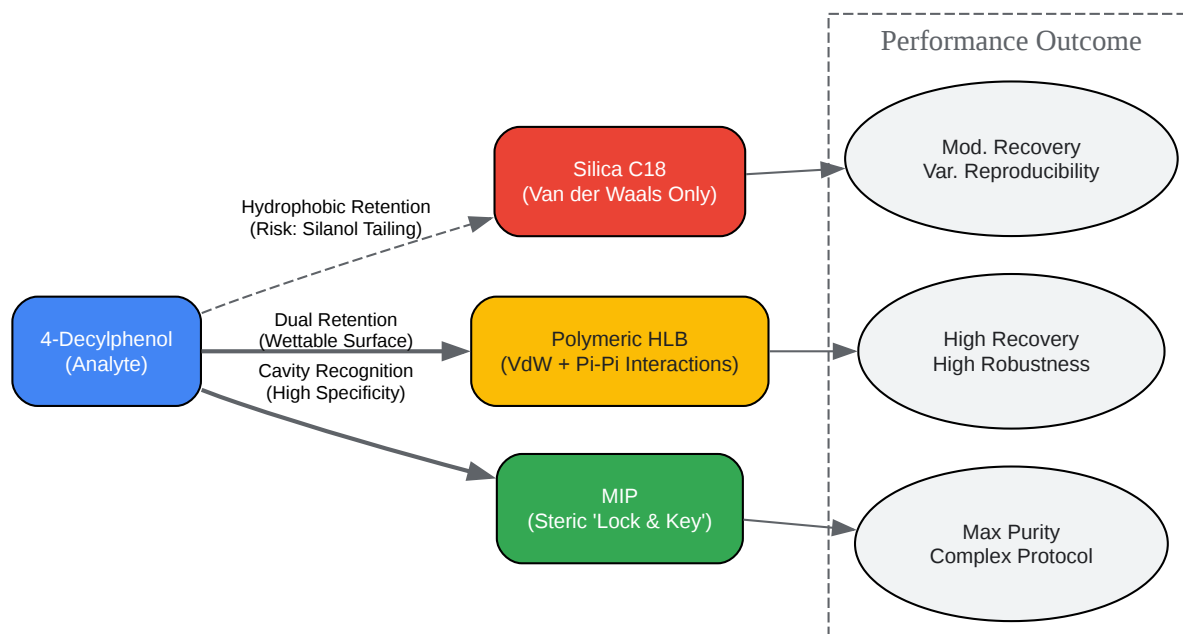 Performance Outcome
Mod. Recovery
Var. Reproducibility
Silica C18
(Van der Waals Only)
Hydrophobic Retention
(Risk: Silanol Tailing)
4-Decylphenol
(Analyte)
Dual Retention
(Wettable Surface)
Cavity Recognition
(High Specificity)
Polymeric HLB
(VdW + Pi-Pi Interactions)
High Recovery
High Robustness
MIP
(Steric 'Lock & Key')
Max Purity
Complex Protocol